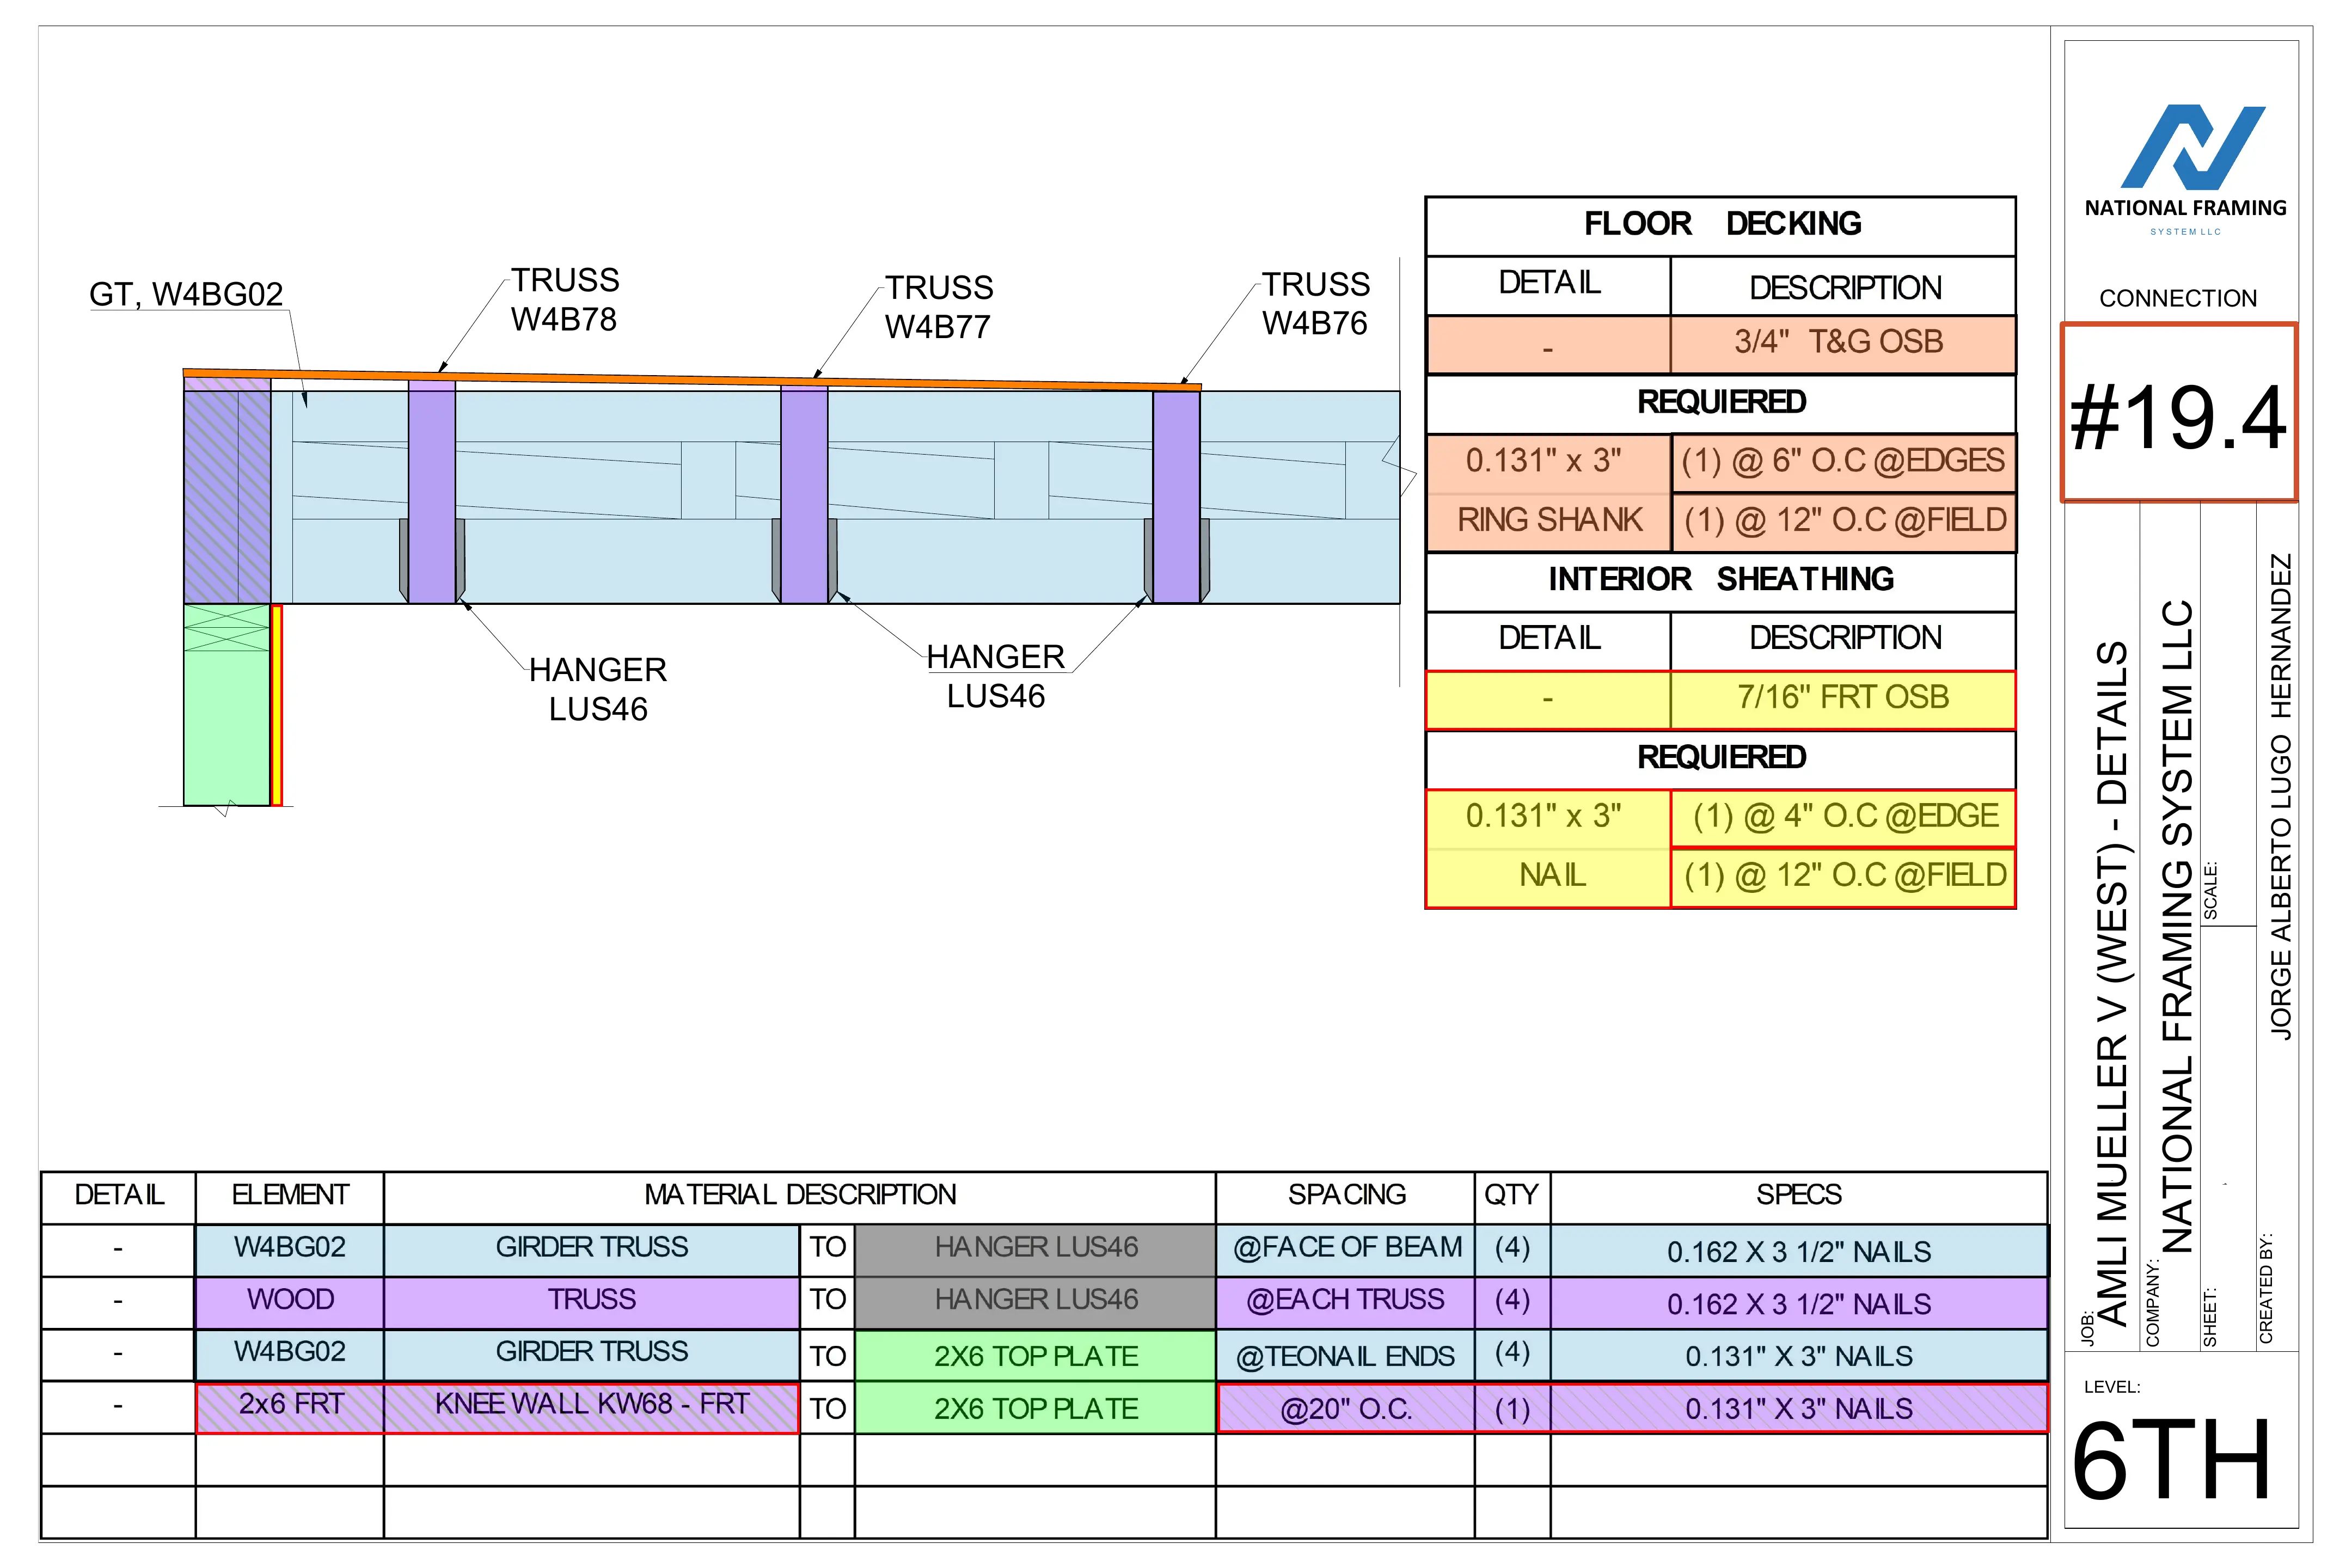 GT, W4BG02
TRUSS
W4B78
TRUSS
W4B77
TRUSS
W4B76
HANGER
LUS46
HANGER
LUS46
FLOOR DECKING
DETAIL DESCRIPTION
- 3/4" T&G OSB
REQUIERED
0.131" x 3" (1) @ 6" O.C @EDGES
RING SHANK (1) @ 12" O.C @FIELD
INTERIOR SHEATHING
DETAIL DESCRIPTION
- 7/16" FRT OSB
REQUIERED
0.131" x 3" (1) @ 4" O.C @EDGE
NAIL (1) @ 12" O.C @FIELD
DETAIL ELEMENT MATERIAL DESCRIPTION SPACING QTY SPECS
- W4BG02 GIRDER TRUSS TO HANGER LUS46 @FACE OF BEAM (4) 0.162 X 3 1/2" NAILS
- WOOD TRUSS TO HANGER LUS46 @EACH TRUSS (4) 0.162 X 3 1/2" NAILS
- W4BG02 GIRDER TRUSS TO 2X6 TOP PLATE @TEONAIL ENDS (4) 0.131" X 3" NAILS
- 2x6 FRT KNEE WALL KW68 - FRT TO 2X6 TOP PLATE @20" O.C. (1) 0.131" X 3" NAILS
NATIONAL FRAMING
SYSTEM LLC
CONNECTION
#19.4
JOB:
AMLI MUELLER V (WEST) - DETAILS
COMPANY:
NATIONAL FRAMING SYSTEM LLC
SCALE:
SHEET:
CREATED BY:
JORGE ALBERTO LUGO HERNANDEZ
LEVEL:
6TH